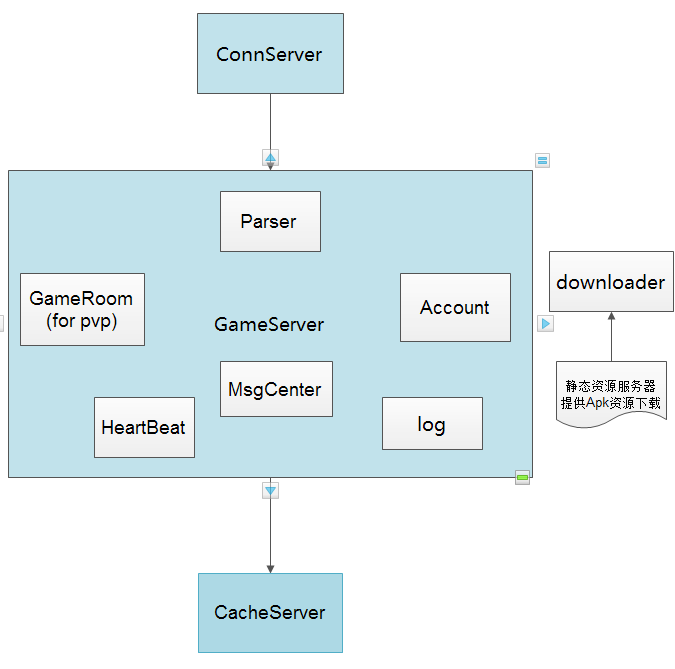 ConnServer
Parser
GameRoom
(for pvp)
GameServer
Account
downloader
MsgCenter
静态资源服务器
提供Apk资源下载
HeartBeat
log
CacheServer